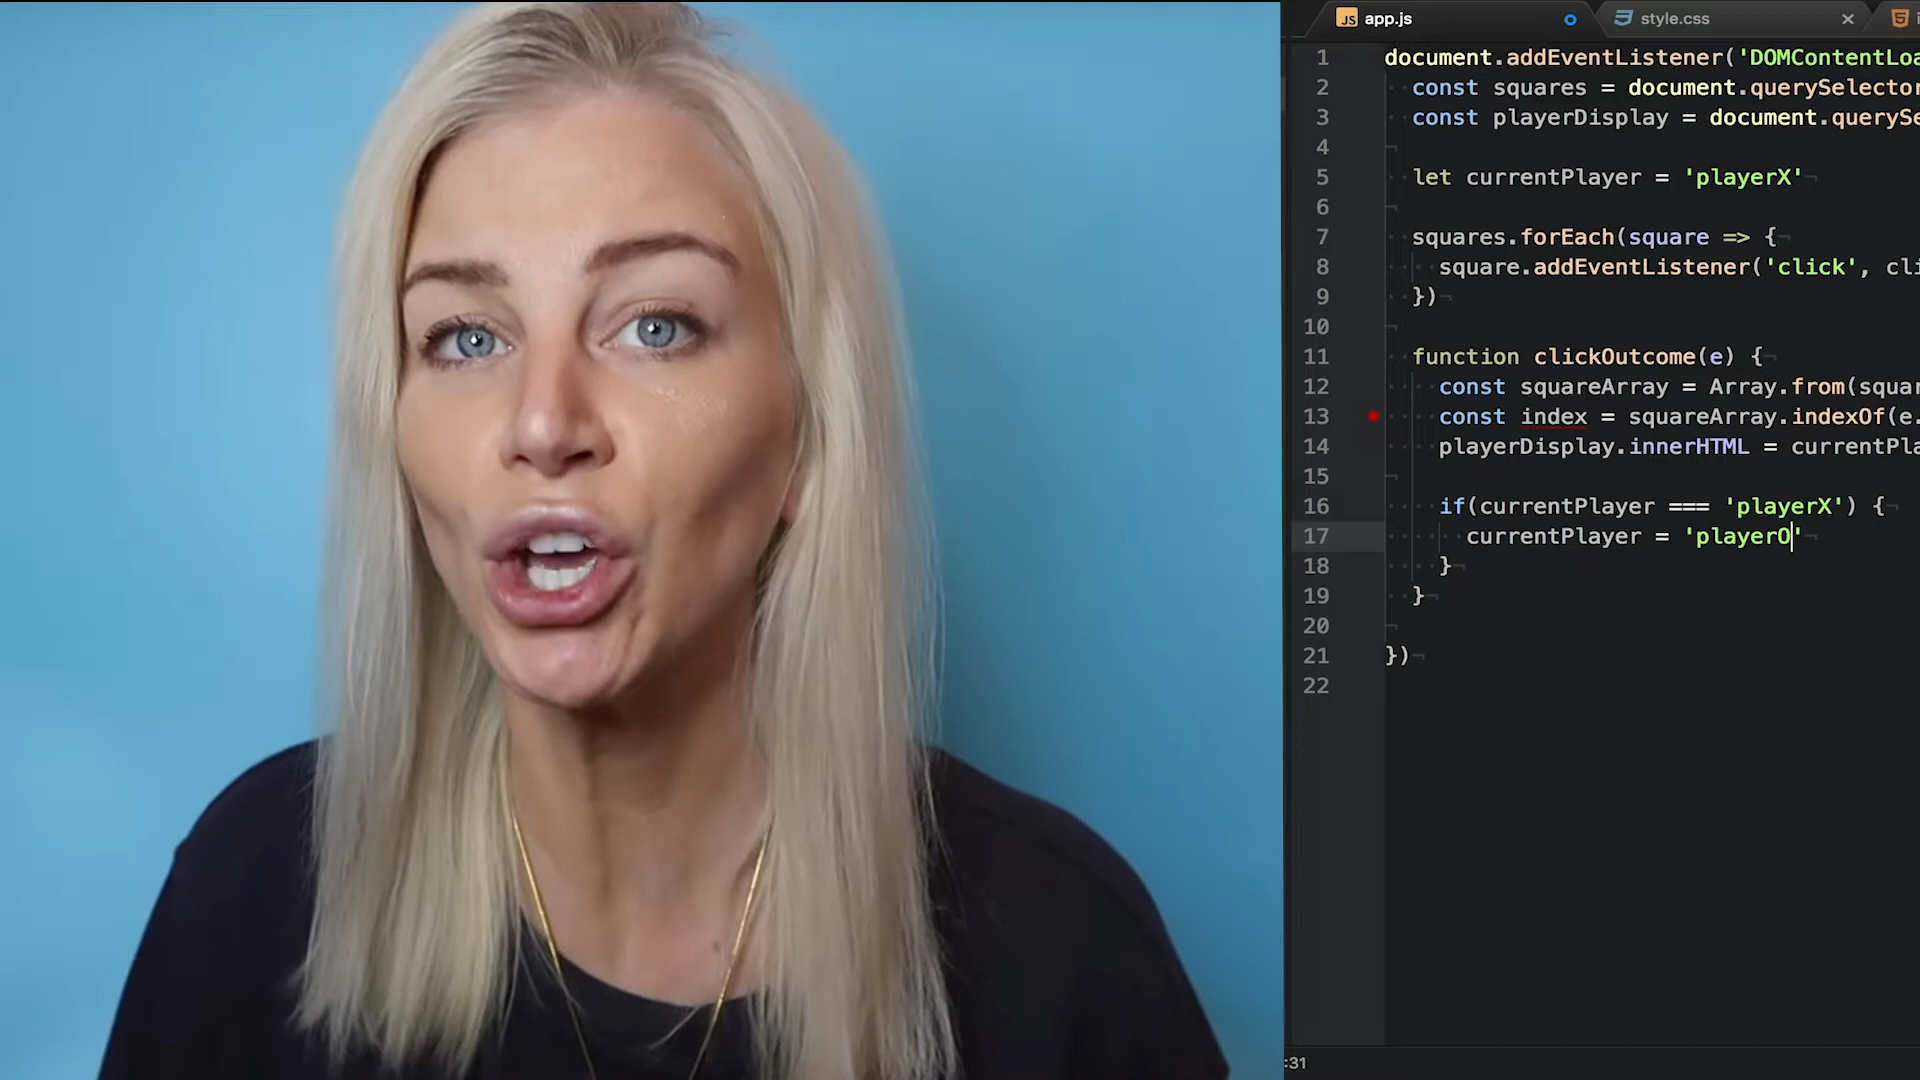 JS app.js
style.css
1 document.addEventListener('DOMContentLoa
2 const squares = document.querySelector
3 const playerDisplay = document.querySe
4
5 let currentPlayer = 'playerX'
6
7 squares.forEach(square => {
8 square.addEventListener('click', cli
9 })
10
11 function clickOutcome(e) {
12 const squareArray = Array.from(squar
13 const index = squareArray.indexOf(e.
14 playerDisplay.innerHTML = currentPla
15
16 if(currentPlayer === 'playerX') {
17 currentPlayer = 'playerO'
18 }
19 }
20
21 })
22
:31